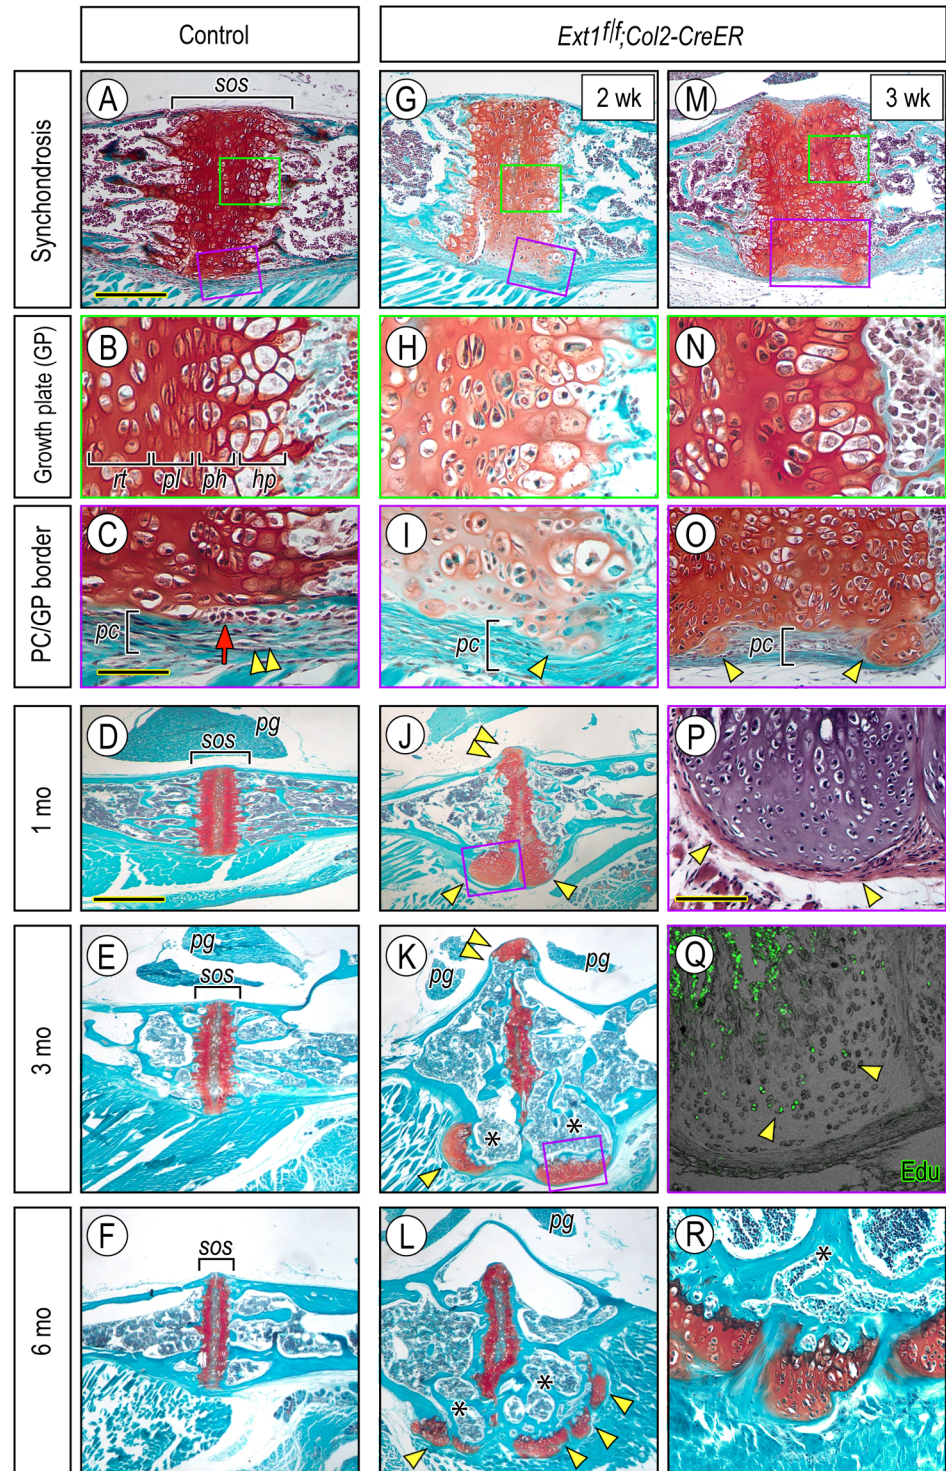 Control
Ext1f/f;Col2-CreER
Synchondrosis
A
sos
G
2 wk
M
3 wk
Growth plate (GP)
B
rt
pl
ph
hp
H
N
PC/GP border
C
pc
I
pc
O
pc
1 mo
D
pg
sos
J
P
3 mo
E
pg
sos
K
pg
pg
*
*
Q
Edu
6 mo
F
sos
L
pg
*
*
R
*